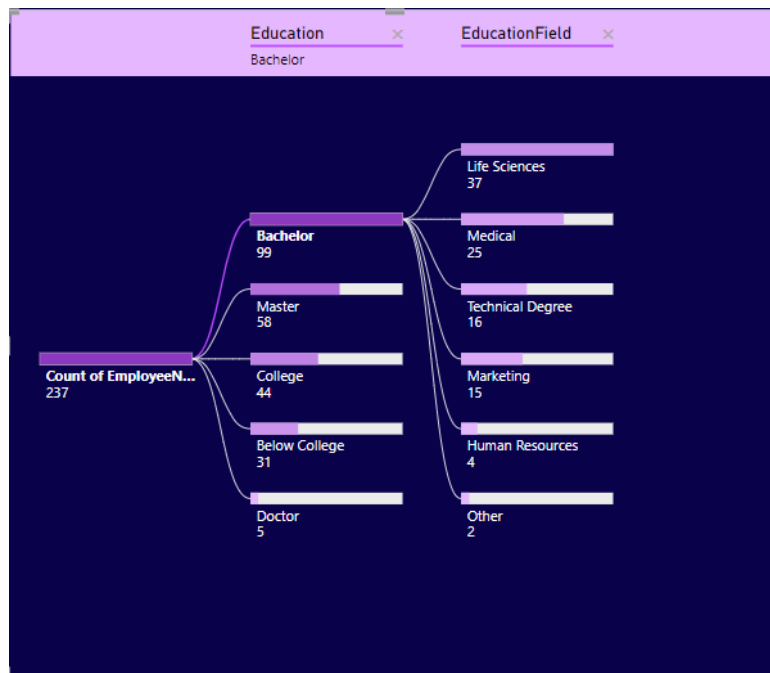 Education
Bachelor
EducationField
Count of EmployeeN...
237
Bachelor
99
Master
58
College
44
Below College
31
Doctor
5
Life Sciences
37
Medical
25
Technical Degree
16
Marketing
15
Human Resources
4
Other
2